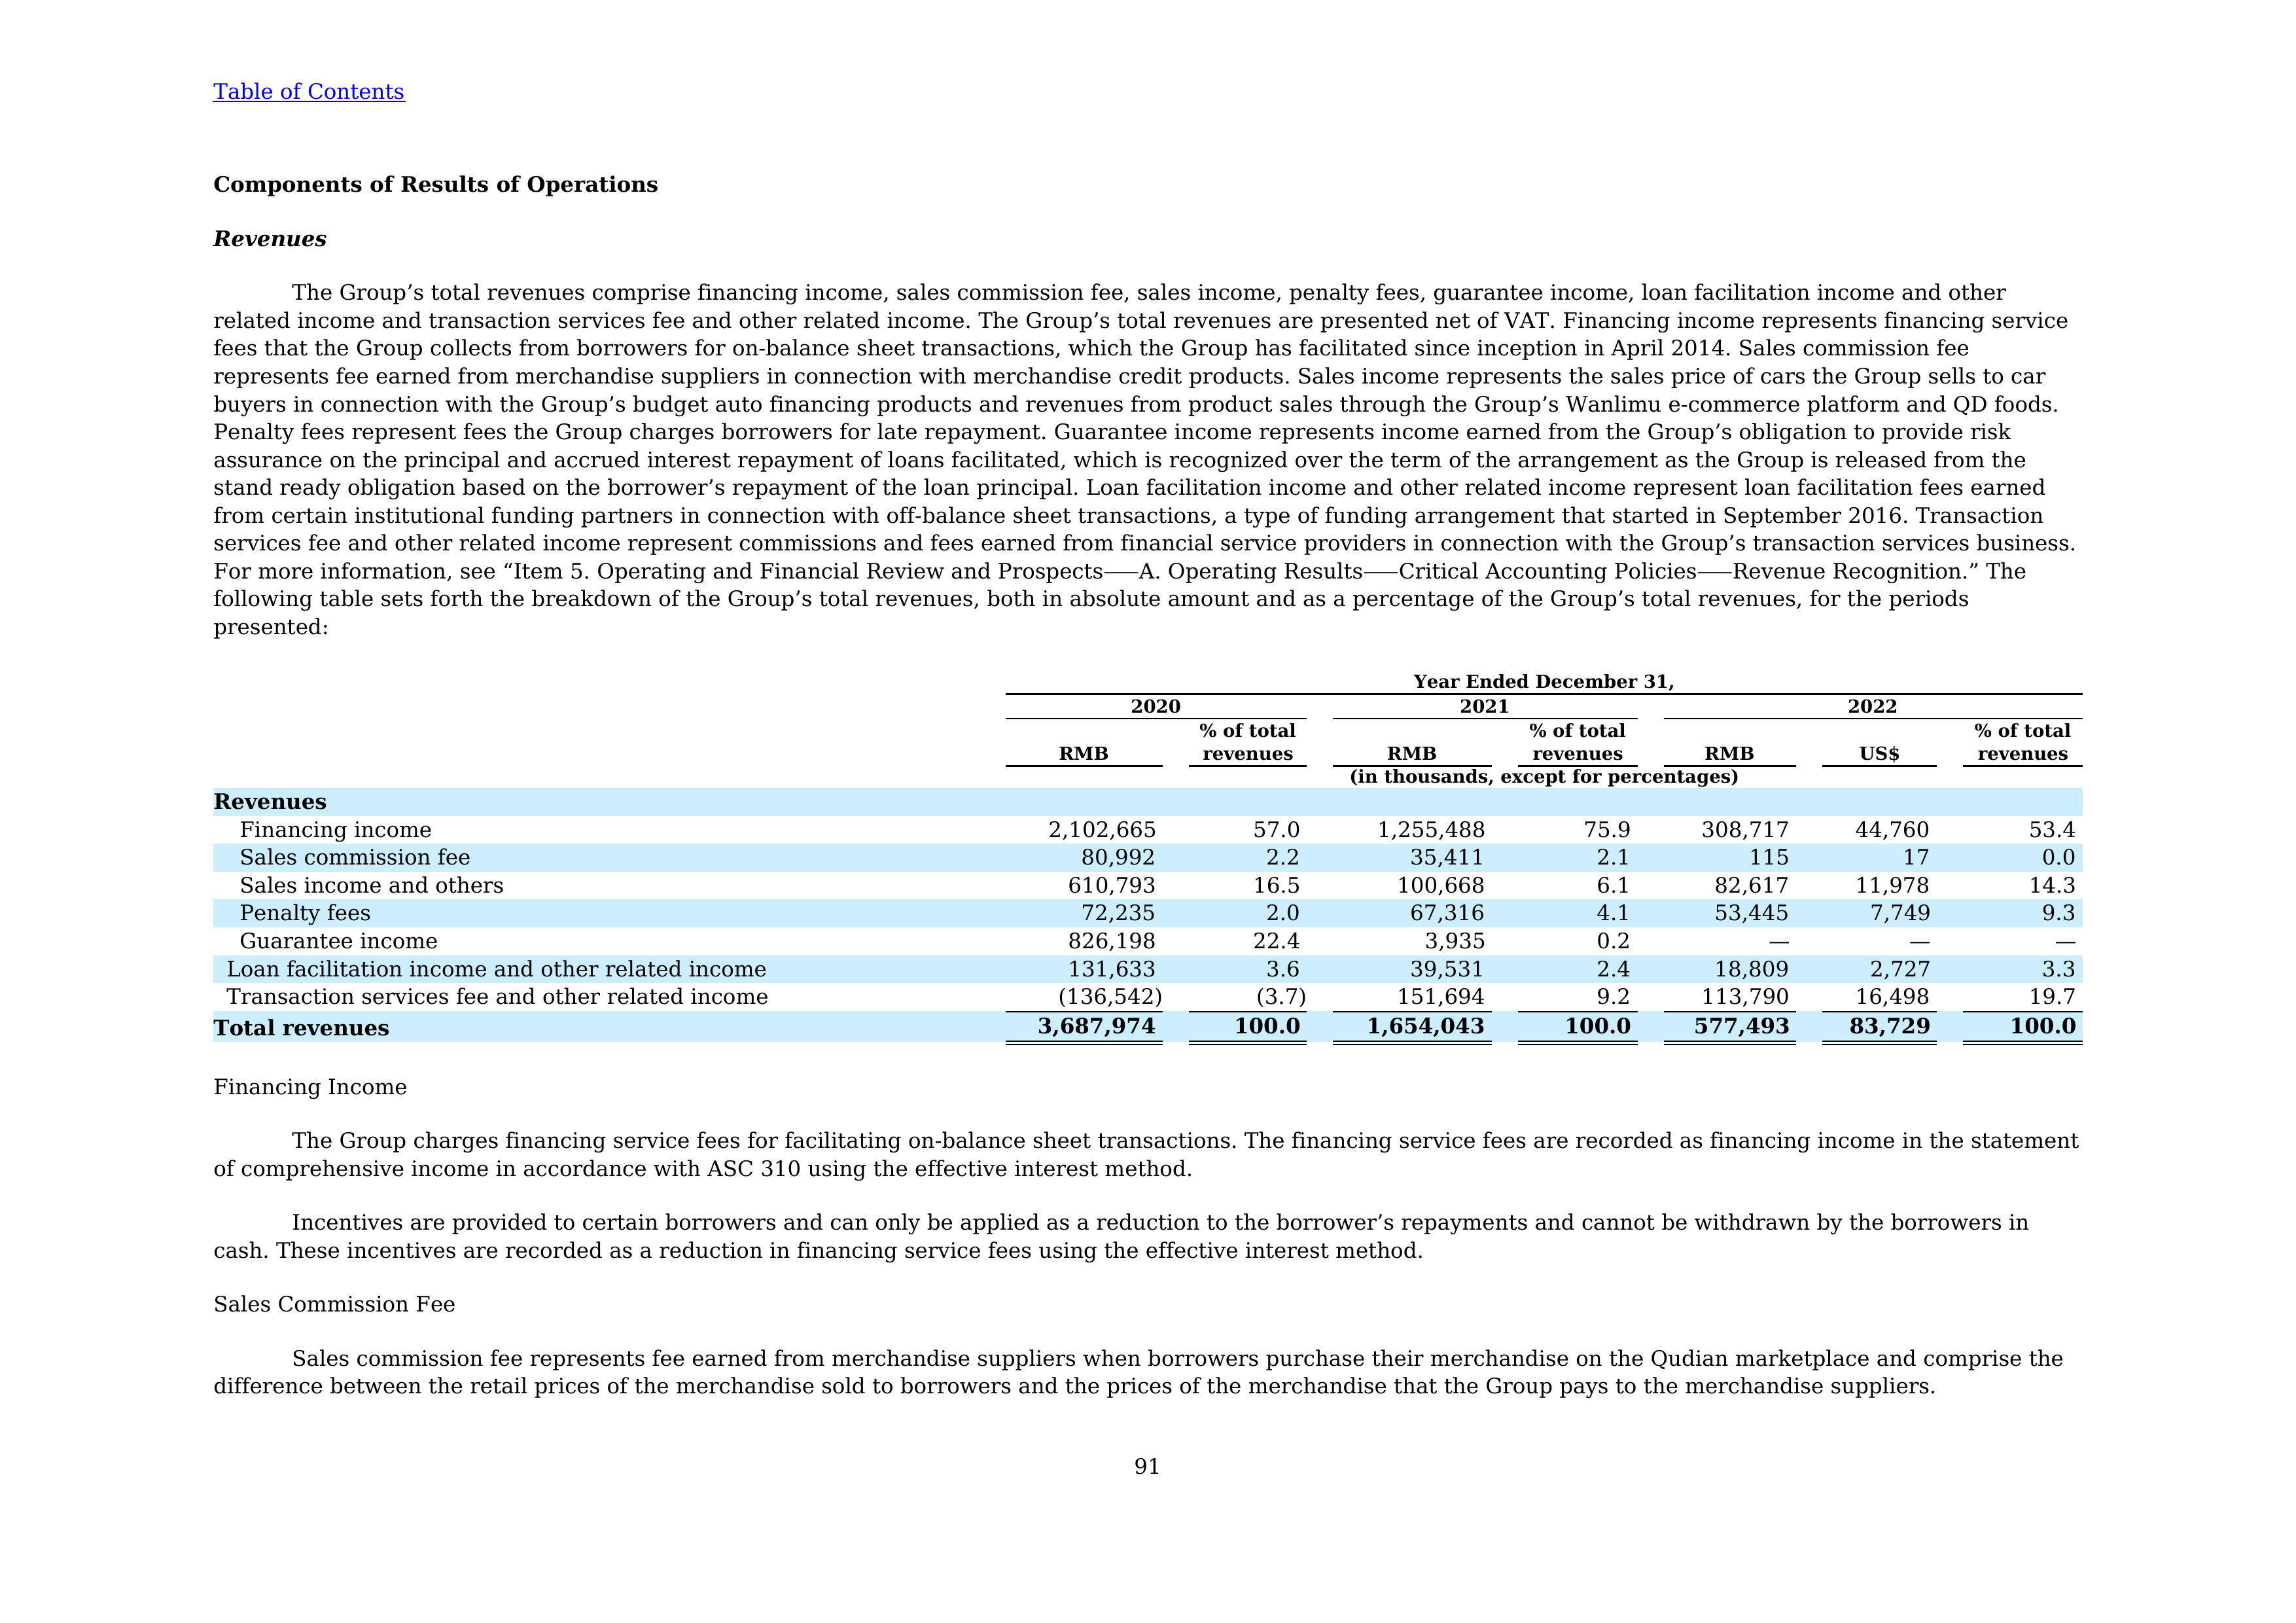 Table of Contents
Components of Results of Operations
Revenues
The Group’s total revenues comprise financing income, sales commission fee, sales income, penalty fees, guarantee income, loan facilitation income and other
related income and transaction services fee and other related income. The Group’s total revenues are presented net of VAT. Financing income represents financing service
fees that the Group collects from borrowers for on-balance sheet transactions, which the Group has facilitated since inception in April 2014. Sales commission fee
represents fee earned from merchandise suppliers in connection with merchandise credit products. Sales income represents the sales price of cars the Group sells to car
buyers in connection with the Group’s budget auto financing products and revenues from product sales through the Group’s Wanlimu e-commerce platform and QD foods.
Penalty fees represent fees the Group charges borrowers for late repayment. Guarantee income represents income earned from the Group’s obligation to provide risk
assurance on the principal and accrued interest repayment of loans facilitated, which is recognized over the term of the arrangement as the Group is released from the
stand ready obligation based on the borrower’s repayment of the loan principal. Loan facilitation income and other related income represent loan facilitation fees earned
from certain institutional funding partners in connection with off-balance sheet transactions, a type of funding arrangement that started in September 2016. Transaction
services fee and other related income represent commissions and fees earned from financial service providers in connection with the Group’s transaction services business.
For more information, see “Item 5. Operating and Financial Review and Prospects——A. Operating Results——Critical Accounting Policies——Revenue Recognition.” The
following table sets forth the breakdown of the Group’s total revenues, both in absolute amount and as a percentage of the Group’s total revenues, for the periods
presented:
Year Ended December 31,
2020 2021 2022
% of total % of total % of total
RMB revenues RMB revenues RMB US$ revenues
(in thousands, except for percentages)
Revenues
Financing income 2,102,665 57.0 1,255,488 75.9 308,717 44,760 53.4
Sales commission fee 80,992 2.2 35,411 2.1 115 17 0.0
Sales income and others 610,793 16.5 100,668 6.1 82,617 11,978 14.3
Penalty fees 72,235 2.0 67,316 4.1 53,445 7,749 9.3
Guarantee income 826,198 22.4 3,935 0.2 — — —
Loan facilitation income and other related income 131,633 3.6 39,531 2.4 18,809 2,727 3.3
Transaction services fee and other related income (136,542) (3.7) 151,694 9.2 113,790 16,498 19.7
Total revenues 3,687,974 100.0 1,654,043 100.0 577,493 83,729 100.0
Financing Income
The Group charges financing service fees for facilitating on-balance sheet transactions. The financing service fees are recorded as financing income in the statement
of comprehensive income in accordance with ASC 310 using the effective interest method.
Incentives are provided to certain borrowers and can only be applied as a reduction to the borrower’s repayments and cannot be withdrawn by the borrowers in
cash. These incentives are recorded as a reduction in financing service fees using the effective interest method.
Sales Commission Fee
Sales commission fee represents fee earned from merchandise suppliers when borrowers purchase their merchandise on the Qudian marketplace and comprise the
difference between the retail prices of the merchandise sold to borrowers and the prices of the merchandise that the Group pays to the merchandise suppliers.
91